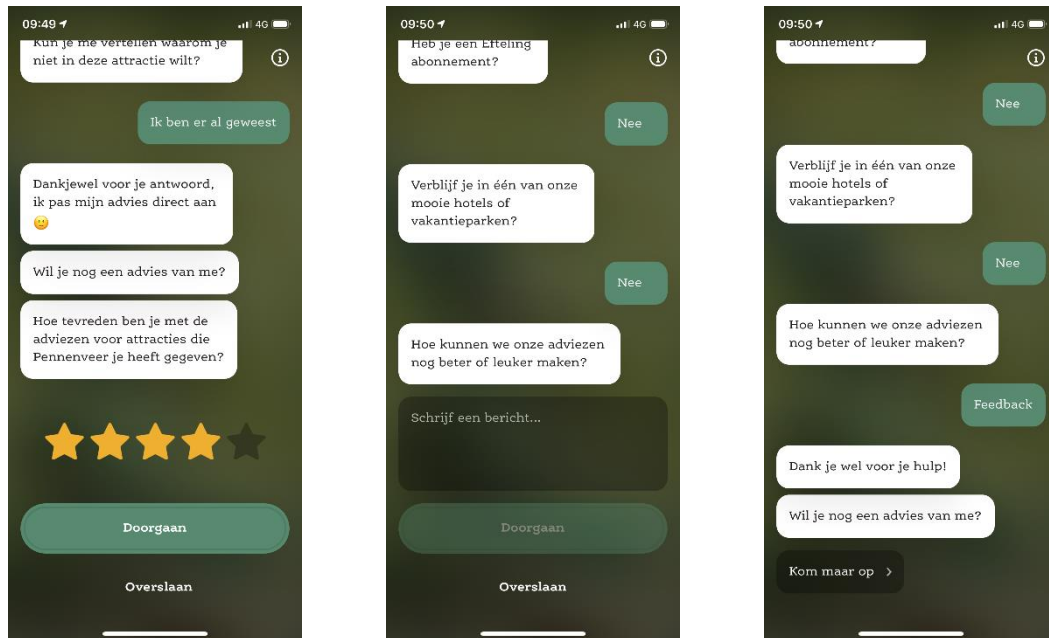 09:49
4G
Kun je me vertellen waarom je
niet in deze attractie wilt?
Ik ben er al geweest
Dankjewel voor je antwoord,
ik pas mijn advies direct aan
Wil je nog een advies van me?
Hoe tevreden ben je met de
adviezen voor attracties die
Pennenveer je heeft gegeven?
Doorgaan
Overslaan
09:50
4G
Heb je een Efteling
abonnement?
Nee
Verblijf je in één van onze
mooie hotels of
vakantieparken?
Nee
Hoe kunnen we onze adviezen
nog beter of leuker maken?
Schrijf een bericht...
Doorgaan
Overslaan
09:50
4G
abonnement?
Nee
Verblijf je in één van onze
mooie hotels of
vakantieparken?
Nee
Hoe kunnen we onze adviezen
nog beter of leuker maken?
Feedback
Dank je wel voor je hulp!
Wil je nog een advies van me?
Kom maar op >